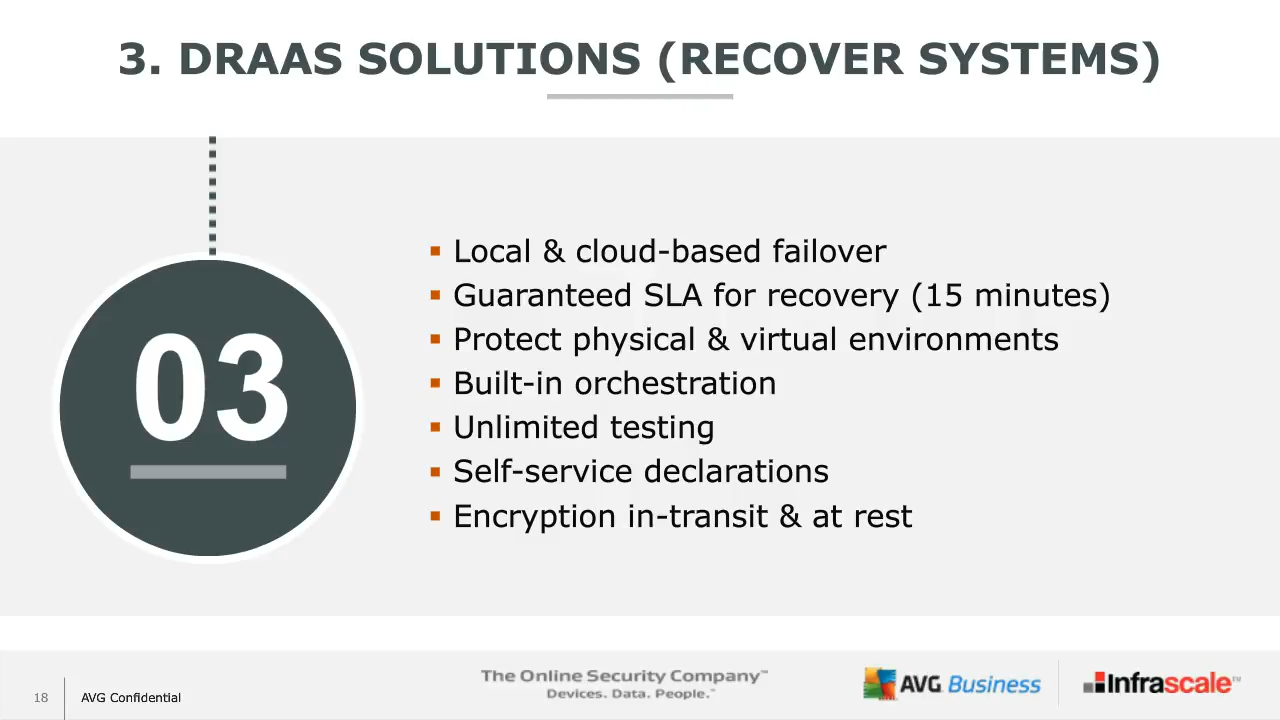 3. DRAAS SOLUTIONS (RECOVER SYSTEMS)
03
Local & cloud-based failover
Guaranteed SLA for recovery (15 minutes)
Protect physical & virtual environments
Built-in orchestration
Unlimited testing
Self-service declarations
Encryption in-transit & at rest
18
AVG Confidential
The Online Security Company™
Devices. Data. People.™
AVG Business
Infrascale™